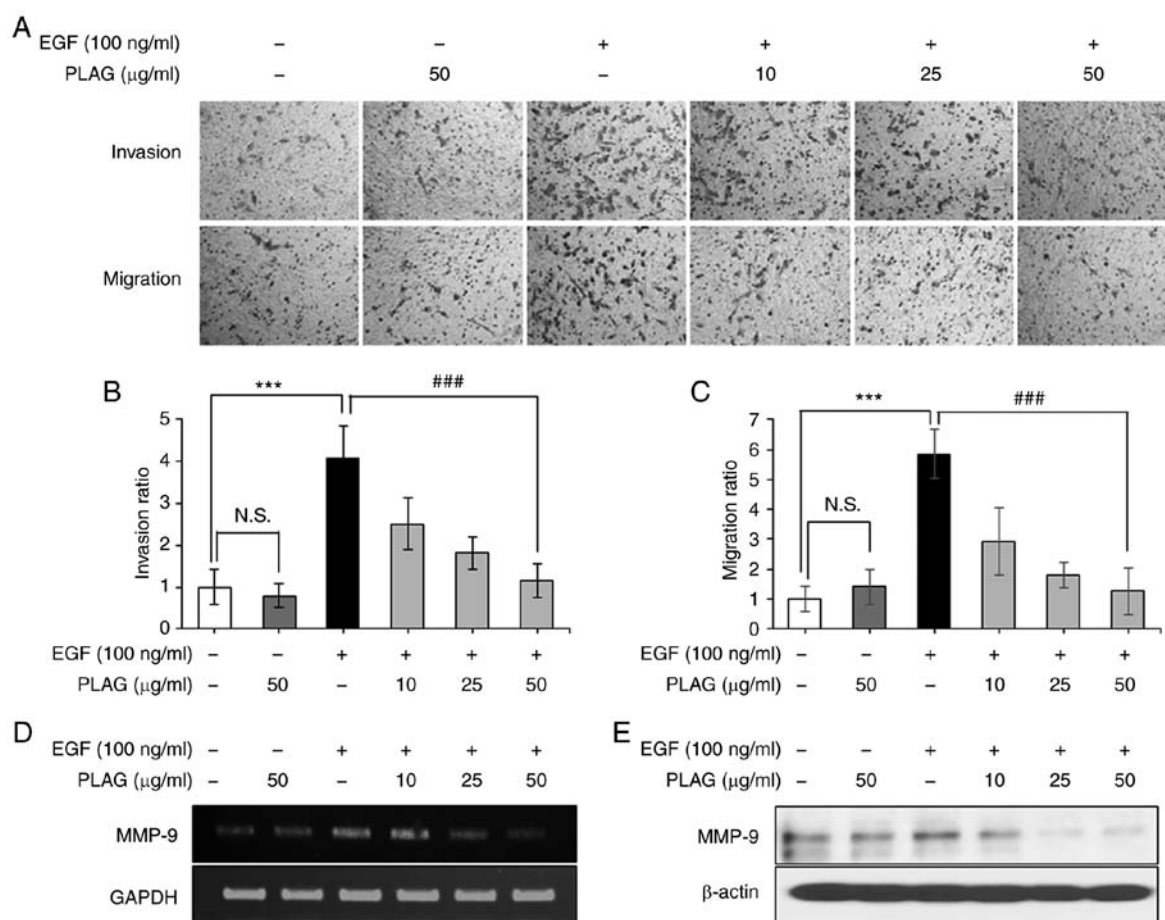 A
EGF (100 ng/ml) – – + + + +
PLAG (μg/ml) – 50 – 10 25 50
Invasion
Migration
B
*** ###
N.S.
Invasion ratio
5
4
3
2
1
0
EGF (100 ng/ml) – – + + + +
PLAG (μg/ml) – 50 – 10 25 50
C
*** ###
N.S.
Migration ratio
7
6
5
4
3
2
1
0
EGF (100 ng/ml) – – + + + +
PLAG (μg/ml) – 50 – 10 25 50
D
EGF (100 ng/ml) – – + + + +
PLAG (μg/ml) – 50 – 10 25 50
MMP-9
GAPDH
E
EGF (100 ng/ml) – – + + + +
PLAG (μg/ml) – 50 – 10 25 50
MMP-9
β-actin